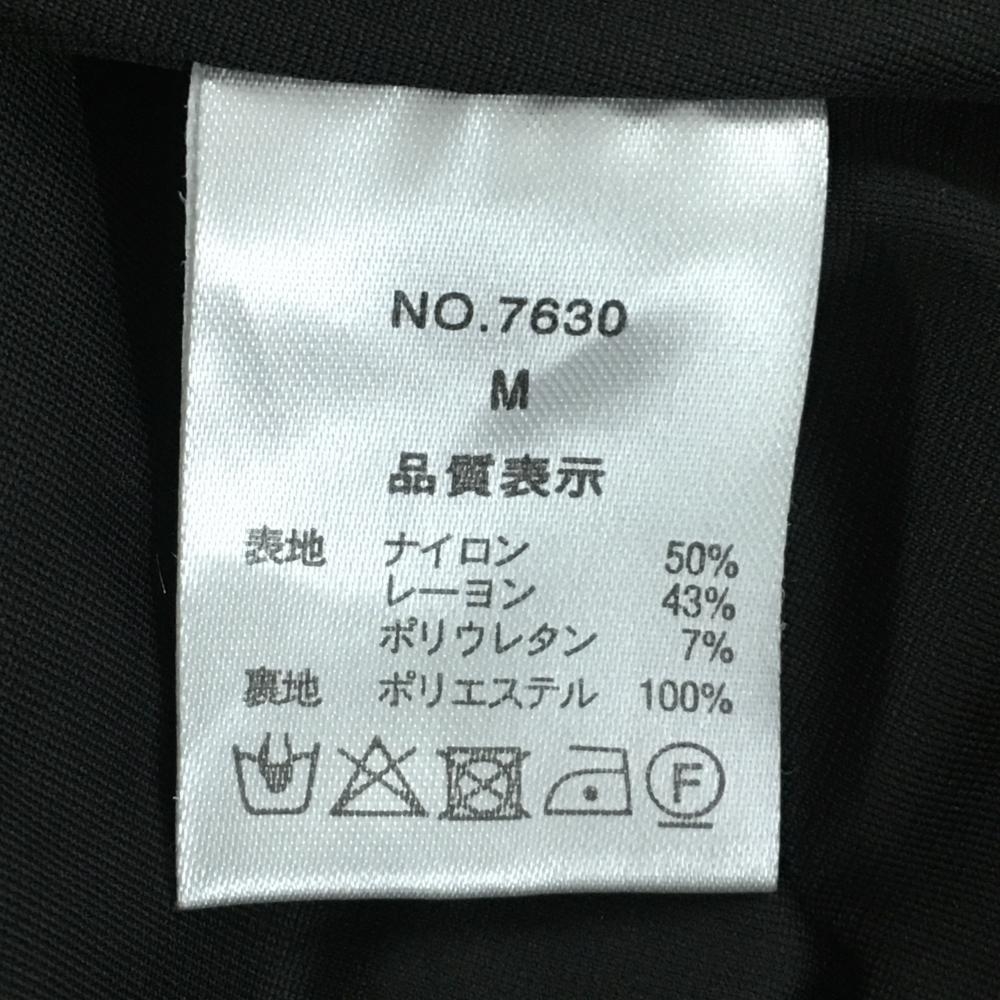 NO.7630
M
品質表示
表地 ナイロン 50%
レーヨン 43%
ポリウレタン 7%
裏地 ポリエステル 100%
F